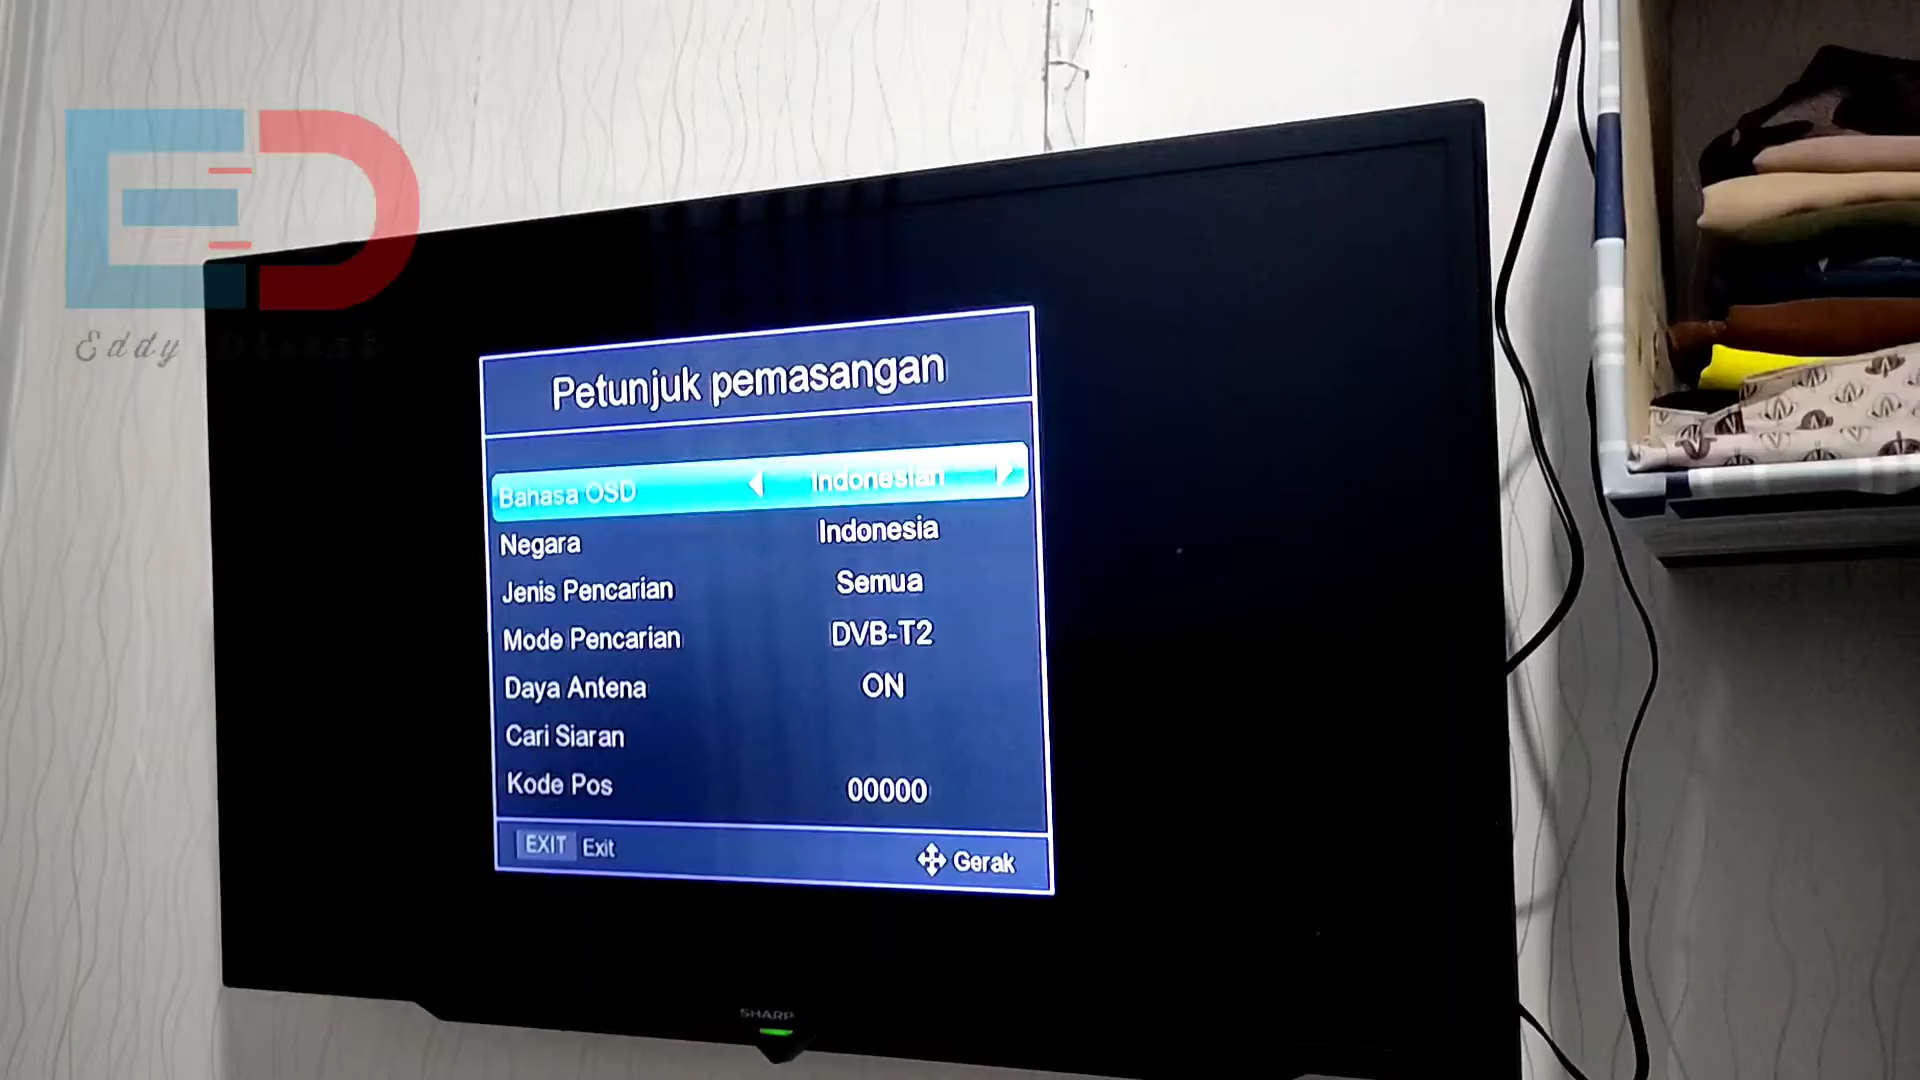 ED
Eddy
Petunjuk pemasangan
Bahasa OSD Indonesian
Negara Indonesia
Jenis Pencarian Semua
Mode Pencarian DVB-T2
Daya Antena ON
Cari Siaran
Kode Pos 00000
EXIT Exit Gerak
SHARP